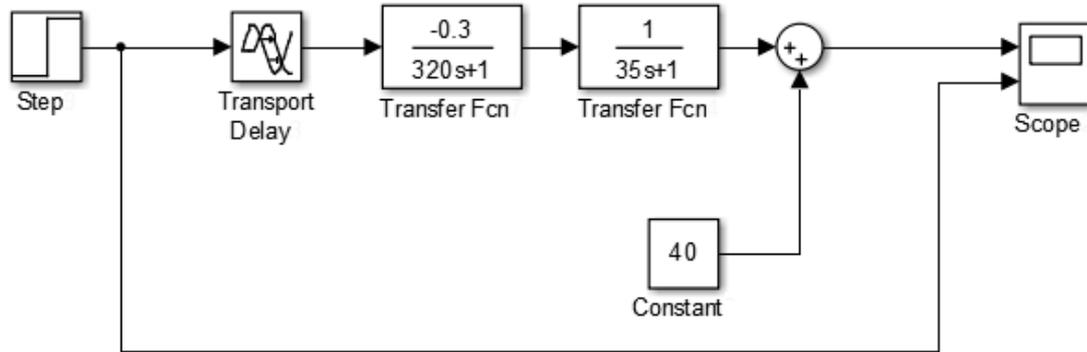 Step
Transport
Delay
-0.3
320s+1
Transfer Fcn
1
35s+1
Transfer Fcn
+
+
Scope
40
Constant